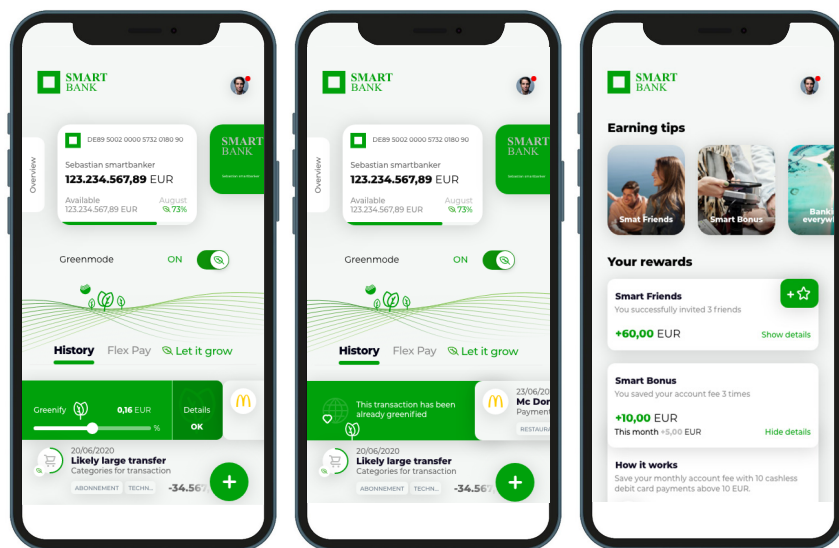 SMART
BANK
Overview
DE89 5002 0000 5732 0180 90
Sebastian smartbanker
123.234.567,89 EUR
Available
August
123.234.567,89 EUR
73%
SMART
BANK
Sebastian smartbanker
Greenmode
ON
History
Flex Pay
Let it grow
Greenify
0,16 EUR
%
Details
OK
20/06/2020
Likely large transfer
Categories for transaction
ABONNEMENT
TECHN...
-34.567
+
SMART
BANK
Overview
DE89 5002 0000 5732 0180 90
Sebastian smartbanker
123.234.567,89 EUR
Available
August
123.234.567,89 EUR
73%
SMART
BANK
Sebastian smartbanker
Greenmode
ON
History
Flex Pay
Let it grow
This transaction has been
already greenified
23/06/20
Mc Dor
Payment
RESTAURA
20/06/2020
Likely large transfer
Categories for transaction
ABONNEMENT
TECHN...
-34.567
+
SMART
BANK
Earning tips
Smat Friends
Smart Bonus
Bank
everyw
Your rewards
Smart Friends
+
You successfully invited 3 friends
+60,00 EUR
Show details
Smart Bonus
You saved your account fee 3 times
+10,00 EUR
This month +5,00 EUR
Hide details
How it works
Save your monthly account fee with 10 cashless
debit card payments above 10 EUR.